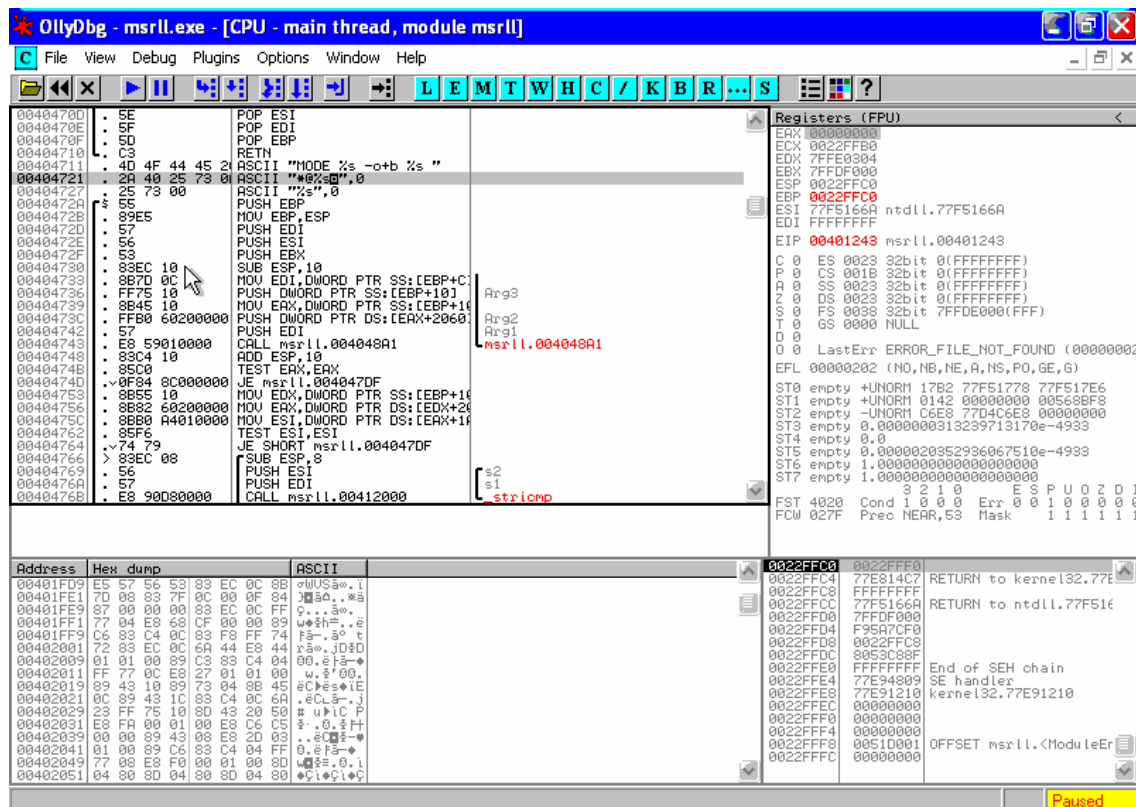 OllyDbg - msrll.exe - [CPU - main thread, module msrll]
C File View Debug Plugins Options Window Help
L E M T W H C / K B R ... S ?
0040470D . 5E POP ESI
0040470E . 5F POP EDI
0040470F . 5D POP EBP
00404710 . C3 RETN
00404711 . 4D 4F 44 45 2 ASCII "MODE %s -o+b %s "
00404721 . 2A 40 25 73 0 ASCII "*@%s",0
00404727 . 25 73 00 ASCII "%s",0
0040472A $ 55 PUSH EBP
0040472B . 89E5 MOV EBP,ESP
0040472D . 57 PUSH EDI
0040472E . 56 PUSH ESI
0040472F . 53 PUSH EBX
00404730 . 83EC 10 SUB ESP,10
00404733 . 8B7D 0C MOV EDI,DWORD PTR SS:[EBP+C]
00404736 . FF75 10 PUSH DWORD PTR SS:[EBP+10] Arg3
00404739 . 8B45 10 MOV EAX,DWORD PTR SS:[EBP+10
0040473C . FFB0 60200000 PUSH DWORD PTR DS:[EAX+2060] Arg2
00404742 . 57 PUSH EDI Arg1
00404743 . E8 59010000 CALL msrll.004048A1 msrll.004048A1
00404748 . 83C4 10 ADD ESP,10
0040474B . 85C0 TEST EAX,EAX
0040474D .v0F84 8C000000 JE msrll.004047DF
00404753 . 8B55 10 MOV EDX,DWORD PTR SS:[EBP+10
00404756 . 8B82 60200000 MOV EAX,DWORD PTR DS:[EDX+20
0040475C . 8BB0 A4010000 MOV ESI,DWORD PTR DS:[EAX+1A
00404762 . 85F6 TEST ESI,ESI
00404764 .v74 79 JE SHORT msrll.004047DF
00404766 > 83EC 08 SUB ESP,8
00404769 . 56 PUSH ESI s2
0040476A . 57 PUSH EDI s1
0040476B . E8 90D80000 CALL msrll.00412000 _stricmp
Registers (FPU) <
EAX 00000000
ECX 0022FFB0
EDX 7FFE0304
EBX 7FFDF000
ESP 0022FFC0
EBP 0022FFC0
ESI 77F5166A ntdll.77F5166A
EDI FFFFFFFF
EIP 00401243 msrll.00401243
C 0 ES 0023 32bit 0(FFFFFFFF)
P 0 CS 001B 32bit 0(FFFFFFFF)
A 0 SS 0023 32bit 0(FFFFFFFF)
Z 0 DS 0023 32bit 0(FFFFFFFF)
S 0 FS 0038 32bit 7FFDE000(FFF)
T 0 GS 0000 NULL
D 0
O 0 LastErr ERROR_FILE_NOT_FOUND (00000002
EFL 00000202 (NO,NB,NE,A,NS,PO,GE,G)
ST0 empty +UNORM 17B2 77F51778 77F517E6
ST1 empty +UNORM 0142 00000000 00568BF8
ST2 empty -UNORM C6E8 77D4C6E8 00000000
ST3 empty 0.0000000313239713170e-4933
ST4 empty 0.0
ST5 empty 0.0000020352936067510e-4933
ST6 empty 1.0000000000000000000
ST7 empty 1.0000000000000000000
3 2 1 0 E S P U O Z D I
FST 4020 Cond 1 0 0 0 Err 0 0 1 0 0 0 0 0
FCW 027F Prec NEAR,53 Mask 1 1 1 1 1 1
Address Hex dump ASCII
00401FD9 E5 57 56 53 83 EC 0C 8B
00401FE1 7D 08 83 7F 0C 00 0F 84
00401FE9 87 00 00 00 83 EC 0C FF
00401FF1 77 04 E8 68 CF 00 00 89
00401FF9 C6 83 C4 0C 83 F8 FF 74
00402001 72 83 EC 0C 6A 44 E8 44
00402009 01 01 00 89 C3 83 C4 04
00402011 FF 77 0C E8 27 01 01 00
00402019 89 43 10 89 73 04 8B 45
00402021 0C 89 43 1C 83 C4 0C 6A
00402029 23 FF 75 10 8D 43 20 50
00402031 E8 FA 00 01 00 E8 C6 C5
00402039 00 00 89 43 08 E8 2D 03
00402041 01 00 89 C6 83 C4 04 FF
00402049 77 08 E8 F0 00 01 00 8D
00402051 04 80 8D 04 80 8D 04 80
0022FFC0 0022FFF0
0022FFC4 77E814C7 RETURN to kernel32.77E
0022FFC8 FFFFFFFF
0022FFCC 77F5166A RETURN to ntdll.77F516
0022FFD0 7FFDF000
0022FFD4 F95A7CF0
0022FFD8 0022FFC0
0022FFDC 8053C88F
0022FFE0 FFFFFFFF End of SEH chain
0022FFE4 77E94809 SE handler
0022FFE8 77E91210 kernel32.77E91210
0022FFEC 00000000
0022FFF0 00000000
0022FFF4 00000000
0022FFF8 0051D001 OFFSET msrll.<ModuleEn
0022FFFC 00000000
Paused